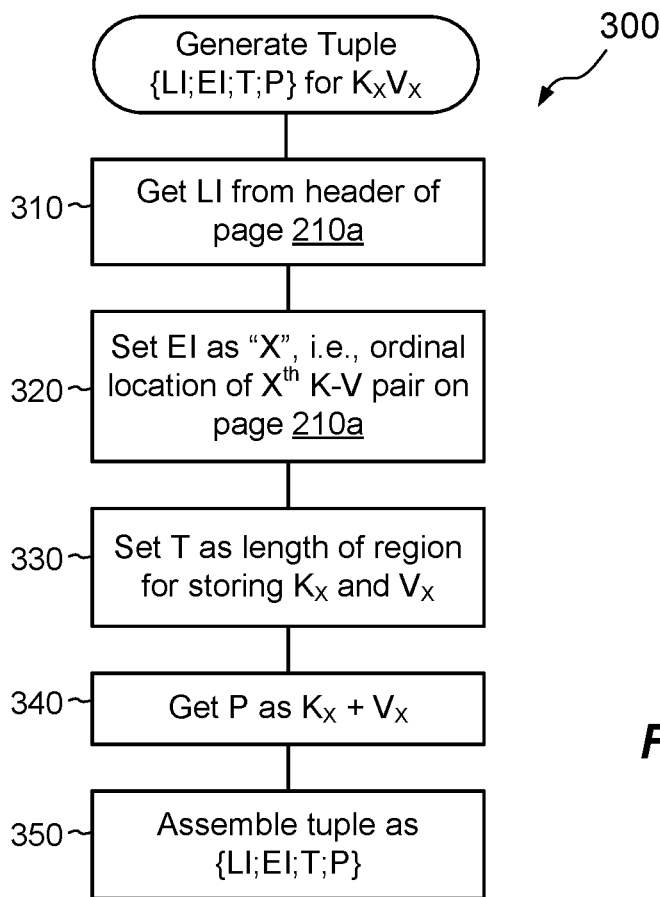 Generate Tuple
{LI;EI;T;P} for KXVX
300
310
Get LI from header of
page 210a
320
Set EI as “X”, i.e., ordinal
location of Xth K-V pair on
page 210a
330
Set T as length of region
for storing KX and VX
340
Get P as KX + VX
F
350
Assemble tuple as
{LI;EI;T;P}